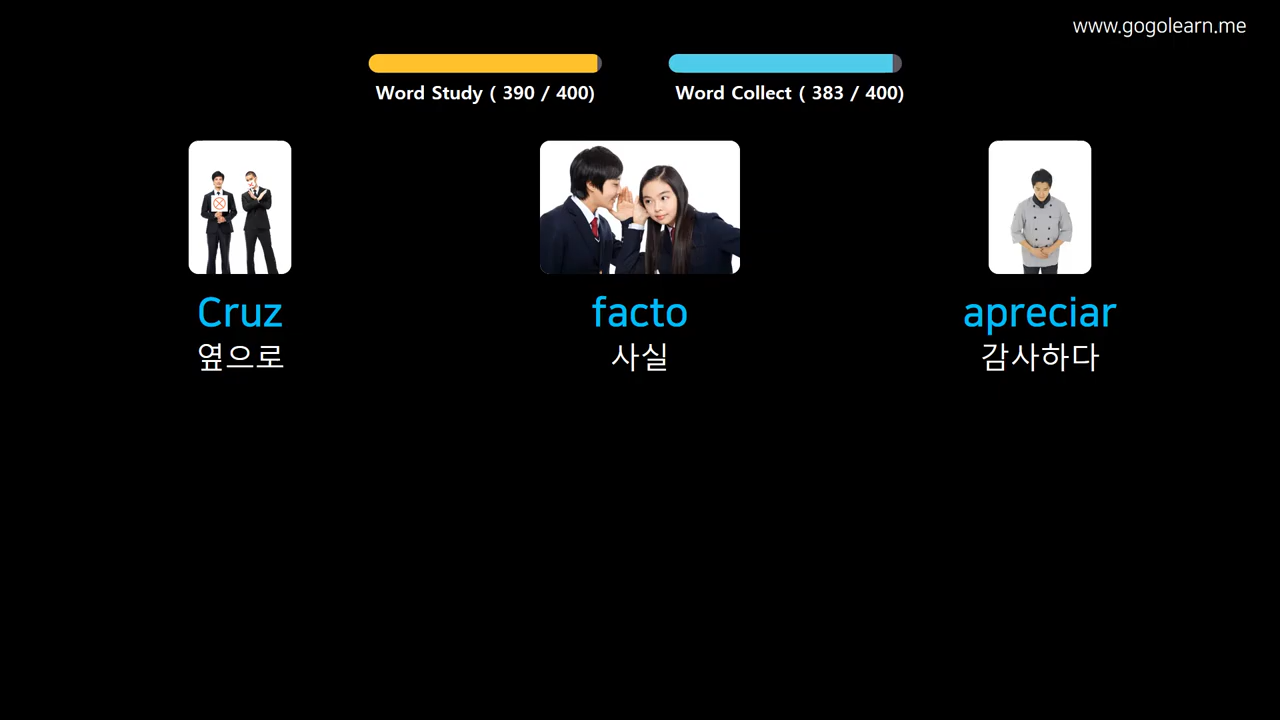 www.gogolearn.me
Word Study ( 390 / 400)
Word Collect ( 383 / 400)
Cruz
옆으로
facto
사실
apreciar
감사하다